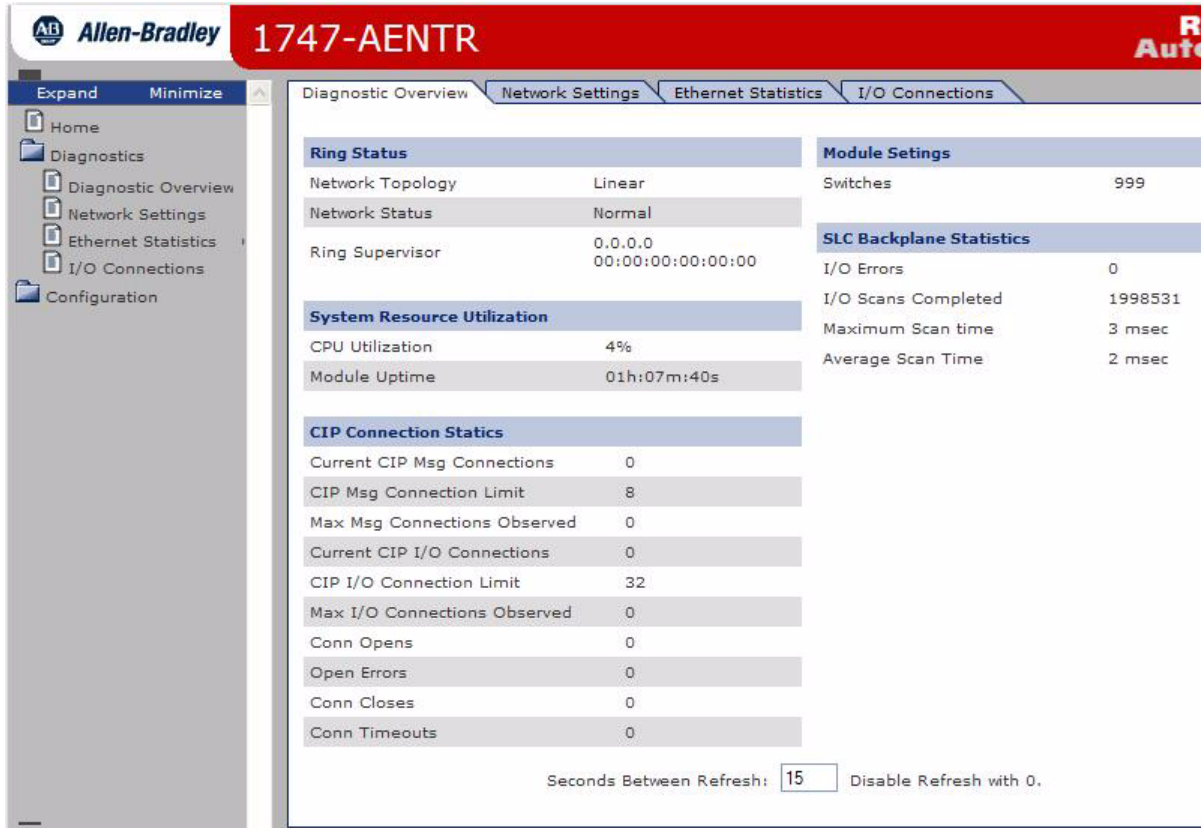 AB Allen-Bradley
1747-AENTR
R
Auto
Expand Minimize
Home
Diagnostics
Diagnostic Overview
Network Settings
Ethernet Statistics
I/O Connections
Configuration
Diagnostic Overview Network Settings Ethernet Statistics I/O Connections
Ring Status
Network Topology Linear
Network Status Normal
Ring Supervisor 0.0.0.0
00:00:00:00:00:00
System Resource Utilization
CPU Utilization 4%
Module Uptime 01h:07m:40s
CIP Connection Statics
Current CIP Msg Connections 0
CIP Msg Connection Limit 8
Max Msg Connections Observed 0
Current CIP I/O Connections 0
CIP I/O Connection Limit 32
Max I/O Connections Observed 0
Conn Opens 0
Open Errors 0
Conn Closes 0
Conn Timeouts 0
Module Setings
Switches 999
SLC Backplane Statistics
I/O Errors 0
I/O Scans Completed 1998531
Maximum Scan time 3 msec
Average Scan Time 2 msec
Seconds Between Refresh: 15 Disable Refresh with 0.